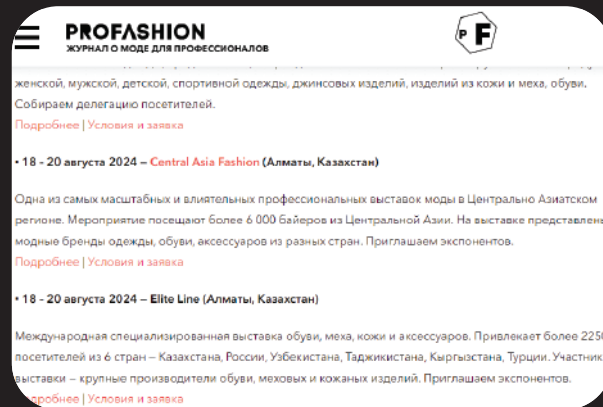 PROFASHION
ЖУРНАЛ О МОДЕ ДЛЯ ПРОФЕССИОНАЛОВ
P F
женской, мужской, детской, спортивной одежды, джинсовых изделий, изделий из кожи и меха, обуви.
Собираем делегацию посетителей.
Подробнее | Условия и заявка
• 18 - 20 августа 2024 – Central Asia Fashion (Алматы, Казахстан)
Одна из самых масштабных и влиятельных профессиональных выставок моды в Центрально Азиатском
регионе. Мероприятие посещают более 6 000 байеров из Центральной Азии. На выставке представлены
модные бренды одежды, обуви, аксессуаров из разных стран. Приглашаем экспонентов.
Подробнее | Условия и заявка
• 18 - 20 августа 2024 – Elite Line (Алматы, Казахстан)
Международная специализированная выставка обуви, меха, кожи и аксессуаров. Привлекает более 2250
посетителей из 6 стран – Казахстана, России, Узбекистана, Таджикистана, Кыргызстана, Турции. Участник
выставки – крупные производители обуви, меховых и кожаных изделий. Приглашаем экспонентов.
Подробнее | Условия и заявка